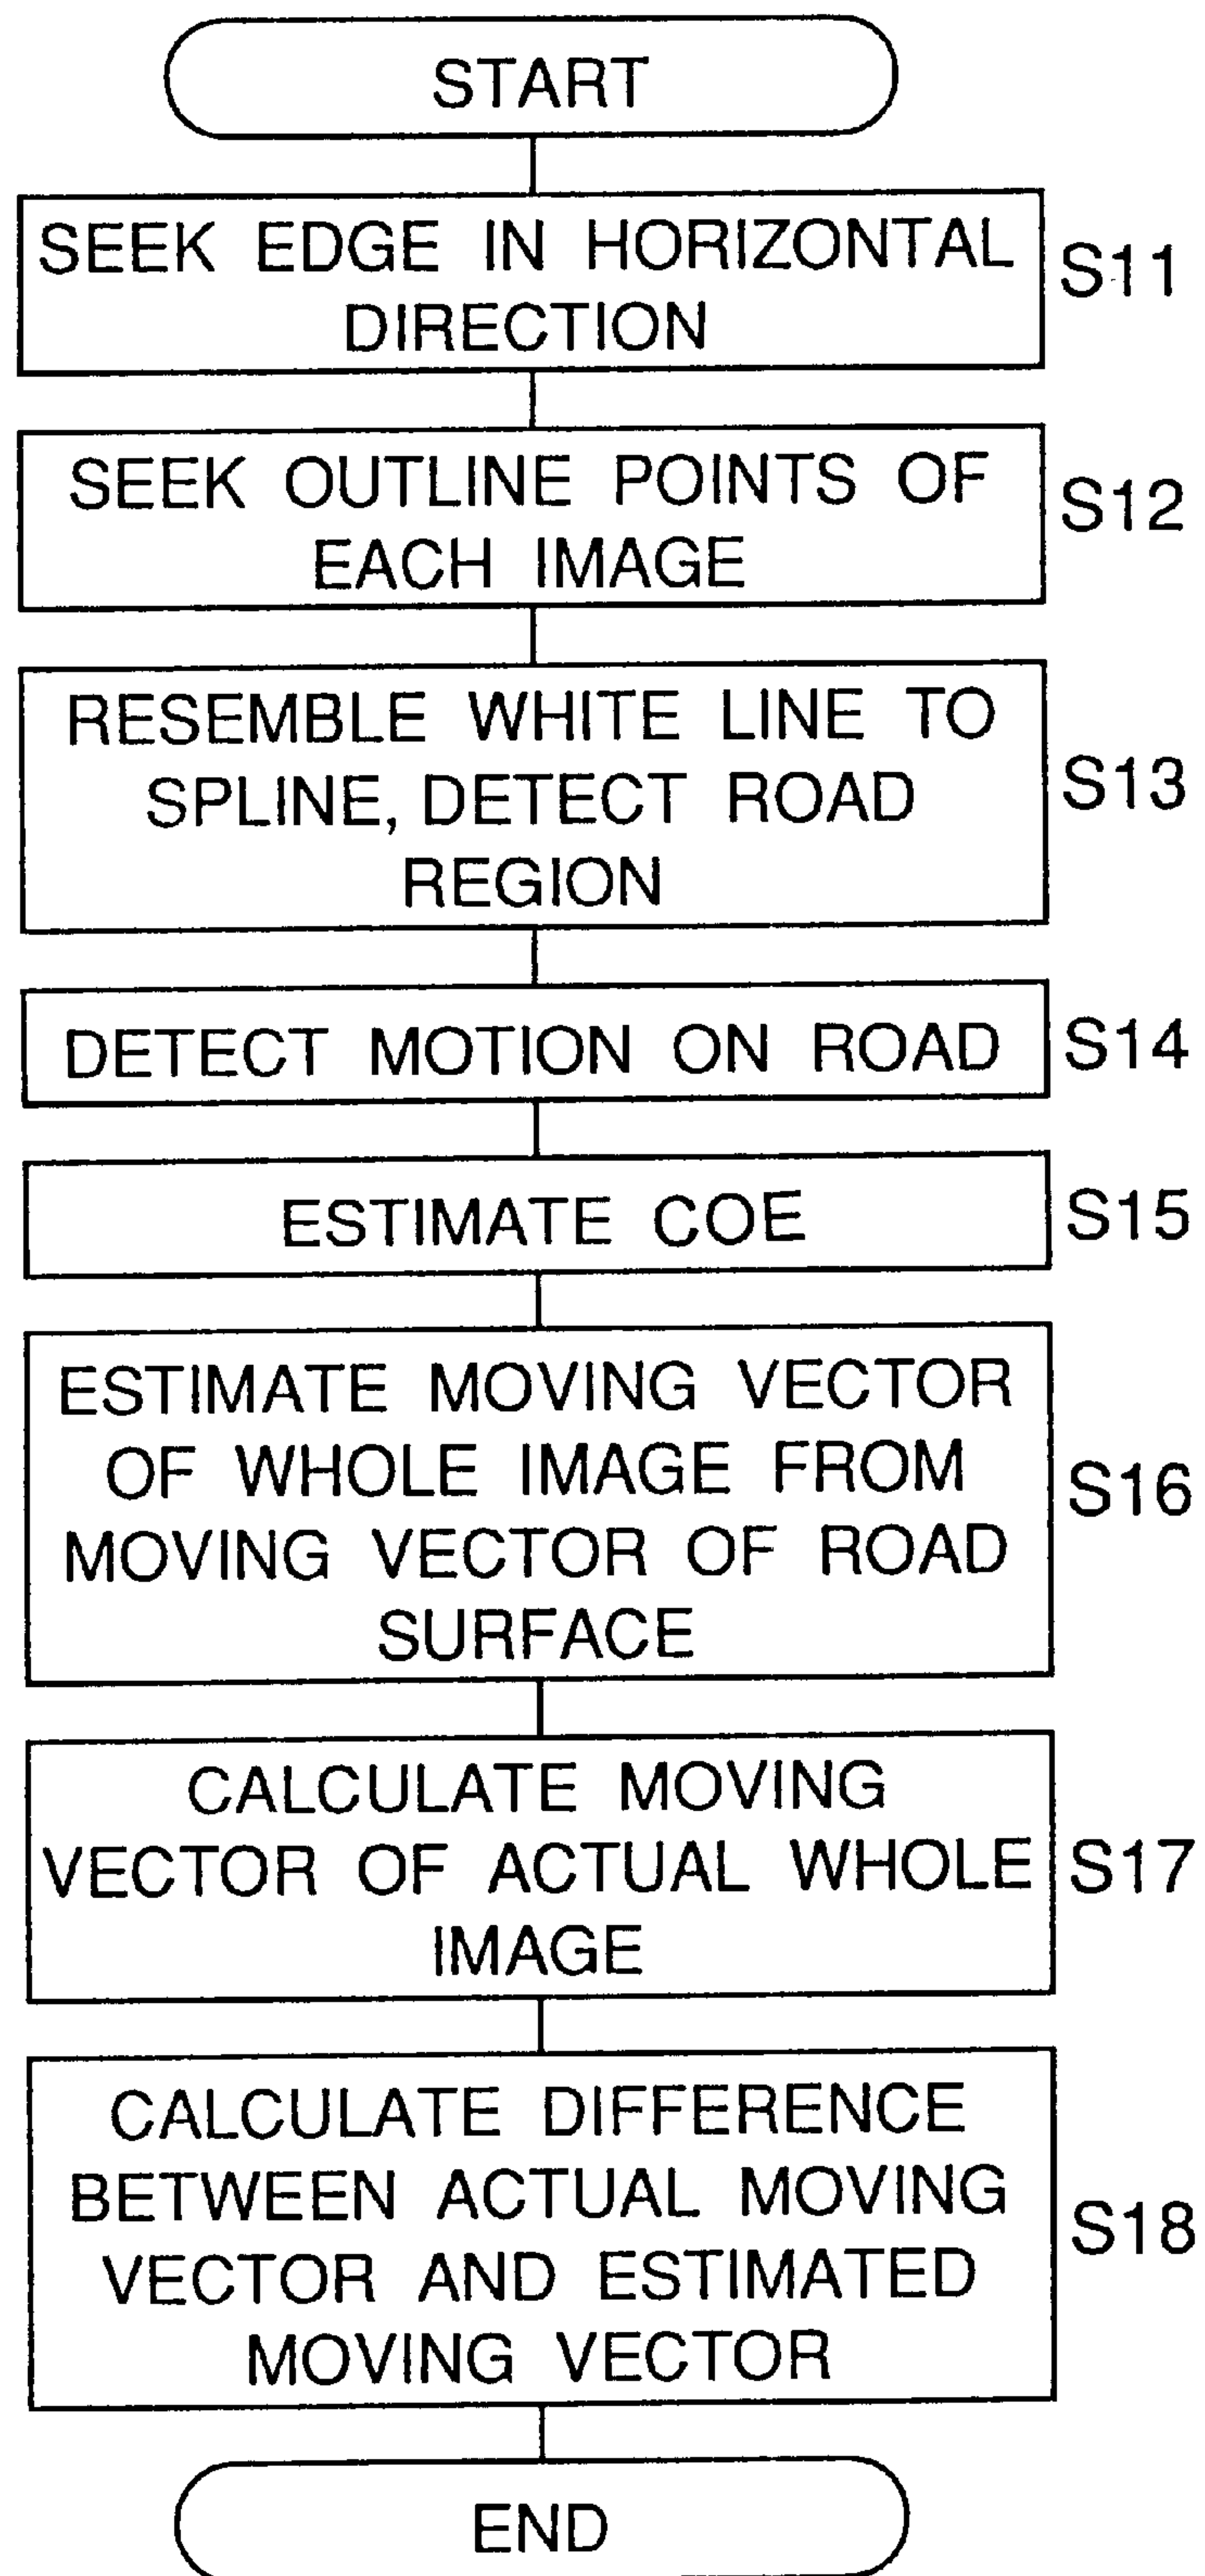 START
SEEK EDGE IN HORIZONTAL
DIRECTION
S11
SEEK OUTLINE POINTS OF
EACH IMAGE
S12
RESEMBLE WHITE LINE TO
SPLINE, DETECT ROAD
REGION
S13
DETECT MOTION ON ROAD
S14
ESTIMATE COE
S15
ESTIMATE MOVING VECTOR
OF WHOLE IMAGE FROM
MOVING VECTOR OF ROAD
SURFACE
S16
CALCULATE MOVING
VECTOR OF ACTUAL WHOLE
IMAGE
S17
CALCULATE DIFFERENCE
BETWEEN ACTUAL MOVING
VECTOR AND ESTIMATED
MOVING VECTOR
S18
END